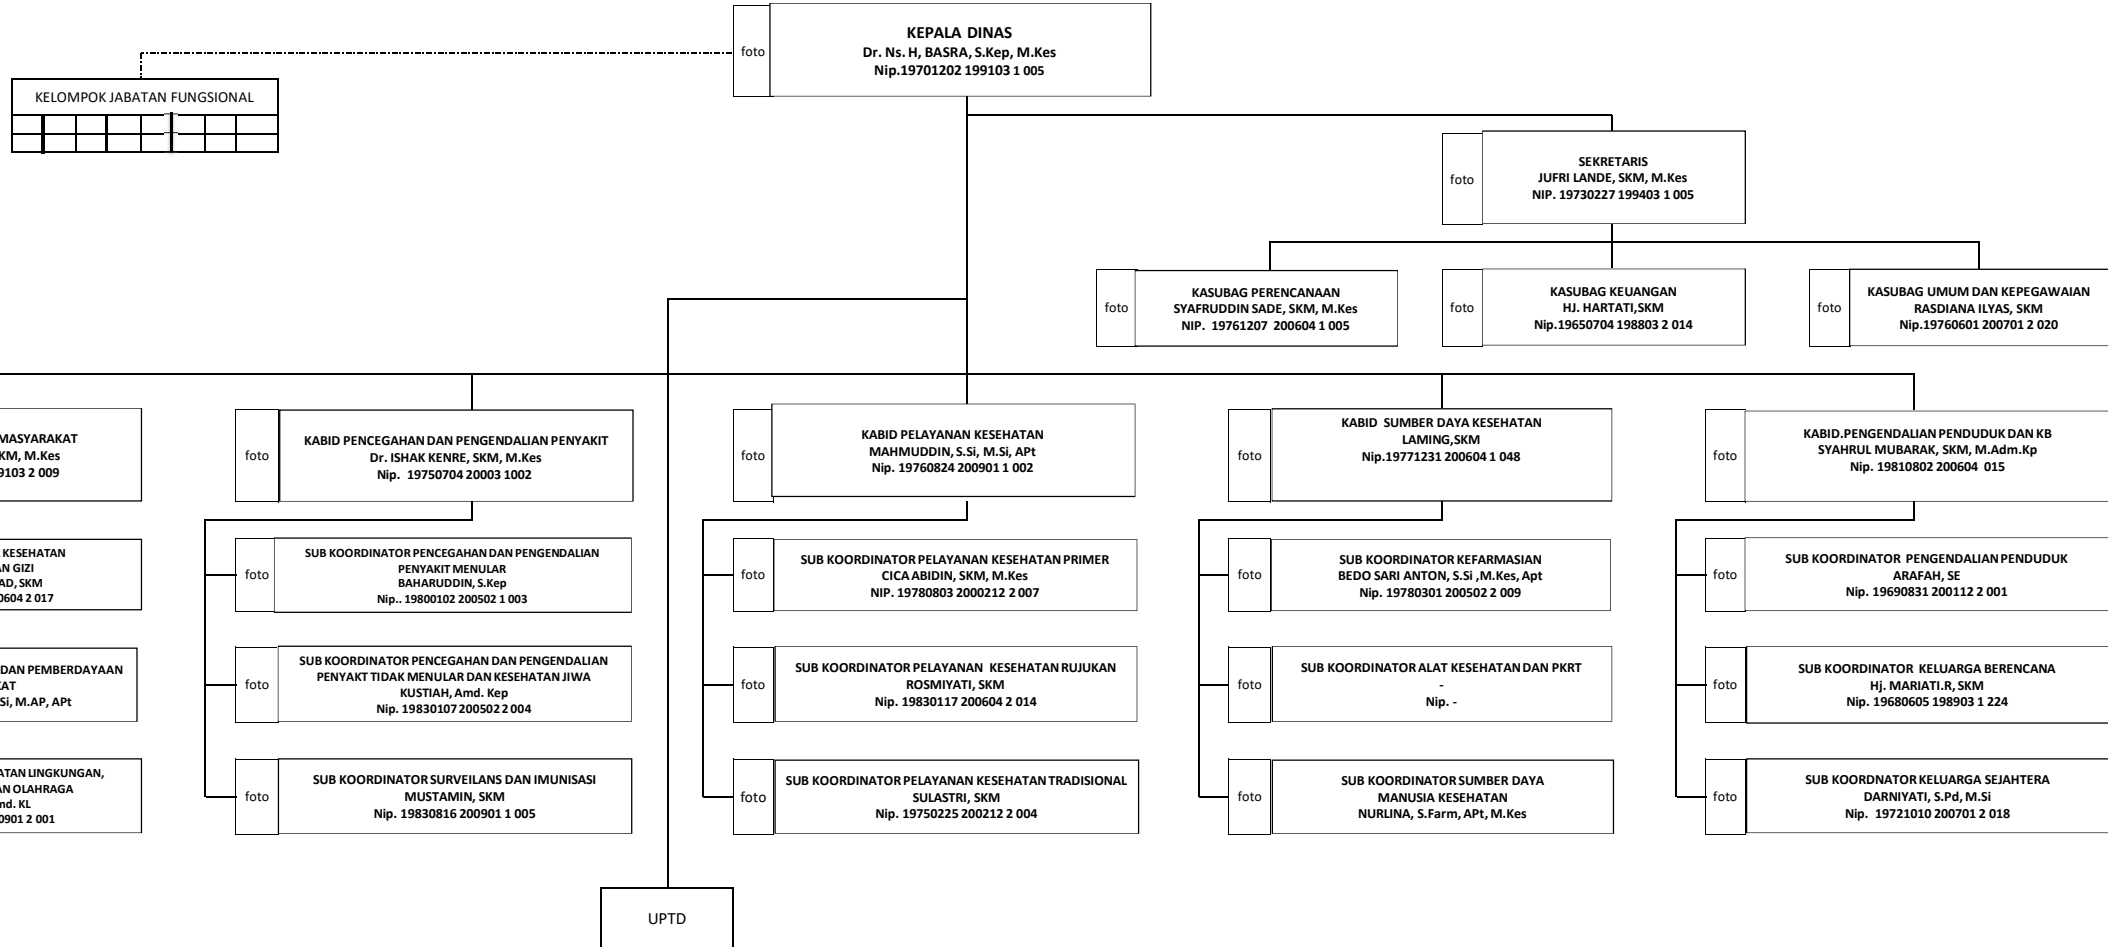 KEPALA DINAS
Dr. Ns. H, BASRA, S.Kep, M.Kes
Nip.19701202 199103 1 005
foto
KELOMPOK JABATAN FUNGSIONAL
foto
SEKRETARIS
JUFRI LANDE, SKM, M.Kes
NIP. 19730227 199403 1 005
foto
KASUBAG PERENCANAAN
SYAFRUDDIN SADE, SKM, M.Kes
NIP. 19761207 200604 1 005
foto
KASUBAG KEUANGAN
HJ. HARTATI,SKM
Nip.19650704 198803 2 014
foto
KASUBAG UMUM DAN KEPEGAWAIAN
RASDIANA ILYAS, SKM
Nip.19760601 200701 2 020
MASYARAKAT
KM, M.Kes
9103 2 009
foto
KABID PENCEGAHAN DAN PENGENDALIAN PENYAKIT
Dr. ISHAK KENRE, SKM, M.Kes
Nip. 19750704 20003 1002
foto
KABID PELAYANAN KESEHATAN
MAHMUDDIN, S.Si, M.Si, APt
Nip. 19760824 200901 1 002
foto
KABID SUMBER DAYA KESEHATAN
LAMING,SKM
Nip.19771231 200604 1 048
foto
KABID.PENGENDALIAN PENDUDUK DAN KB
SYAHRUL MUBARAK, SKM, M.Adm.Kp
Nip. 19810802 200604 015
KESEHATAN
AN GIZI
AD, SKM
0604 2 017
foto
SUB KOORDINATOR PENCEGAHAN DAN PENGENDALIAN
PENYAKIT MENULAR
BAHARUDDIN, S.Kep
Nip.. 19800102 200502 1 003
foto
SUB KOORDINATOR PELAYANAN KESEHATAN PRIMER
CICA ABIDIN, SKM, M.Kes
NIP. 19780803 2000212 2 007
foto
SUB KOORDINATOR KEFARMASIAN
BEDO SARI ANTON, S.Si ,M.Kes, Apt
Nip. 19780301 200502 2 009
foto
SUB KOORDINATOR PENGENDALIAN PENDUDUK
ARAFAH, SE
Nip. 19690831 200112 2 001
DAN PEMBERDAYAAN
KAT
Si, M.AP, APt
foto
SUB KOORDINATOR PENCEGAHAN DAN PENGENDALIAN
PENYAKT TIDAK MENULAR DAN KESEHATAN JIWA
KUSTIAH, Amd. Kep
Nip. 19830107 200502 2 004
foto
SUB KOORDINATOR PELAYANAN KESEHATAN RUJUKAN
ROSMIYATI, SKM
Nip. 19830117 200604 2 014
foto
SUB KOORDINATOR ALAT KESEHATAN DAN PKRT
-
Nip. -
foto
SUB KOORDINATOR KELUARGA BERENCANA
Hj. MARIATI.R, SKM
Nip. 19680605 198903 1 224
ATAN LINGKUNGAN,
AN OLAHRAGA
md. KL
0901 2 001
foto
SUB KOORDINATOR SURVEILANS DAN IMUNISASI
MUSTAMIN, SKM
Nip. 19830816 200901 1 005
foto
SUB KOORDINATOR PELAYANAN KESEHATAN TRADISIONAL
SULASTRI, SKM
Nip. 19750225 200212 2 004
foto
SUB KOORDINATOR SUMBER DAYA
MANUSIA KESEHATAN
NURLINA, S.Farm, APt, M.Kes
foto
SUB KOORDNATOR KELUARGA SEJAHTERA
DARNIYATI, S.Pd, M.Si
Nip. 19721010 200701 2 018
UPTD